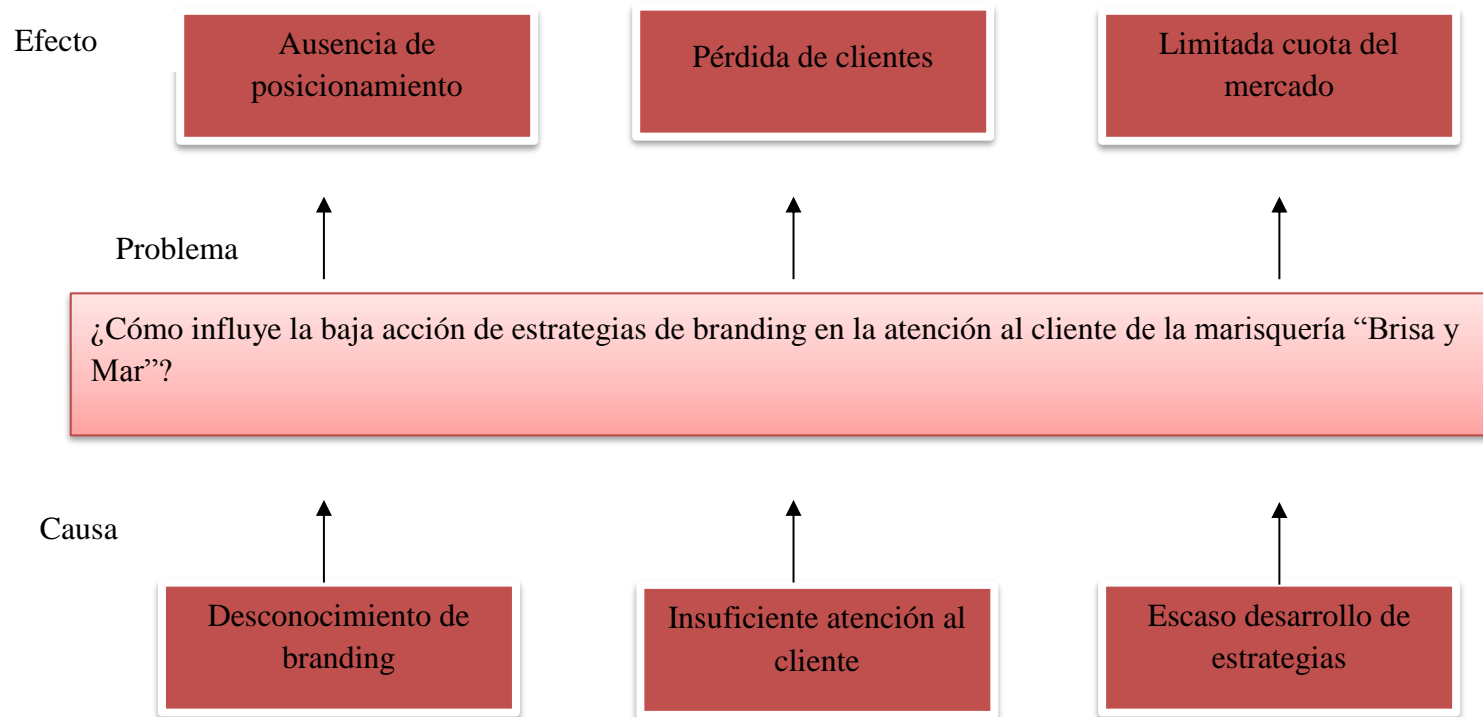 Efecto
Ausencia de
posicionamiento
Pérdida de clientes
Limitada cuota del
mercado
Problema
¿Cómo influye la baja acción de estrategias de branding en la atención al cliente de la marisquería “Brisa y
Mar”?
Causa
Desconocimiento de
branding
Insuficiente atención al
cliente
Escaso desarrollo de
estrategias